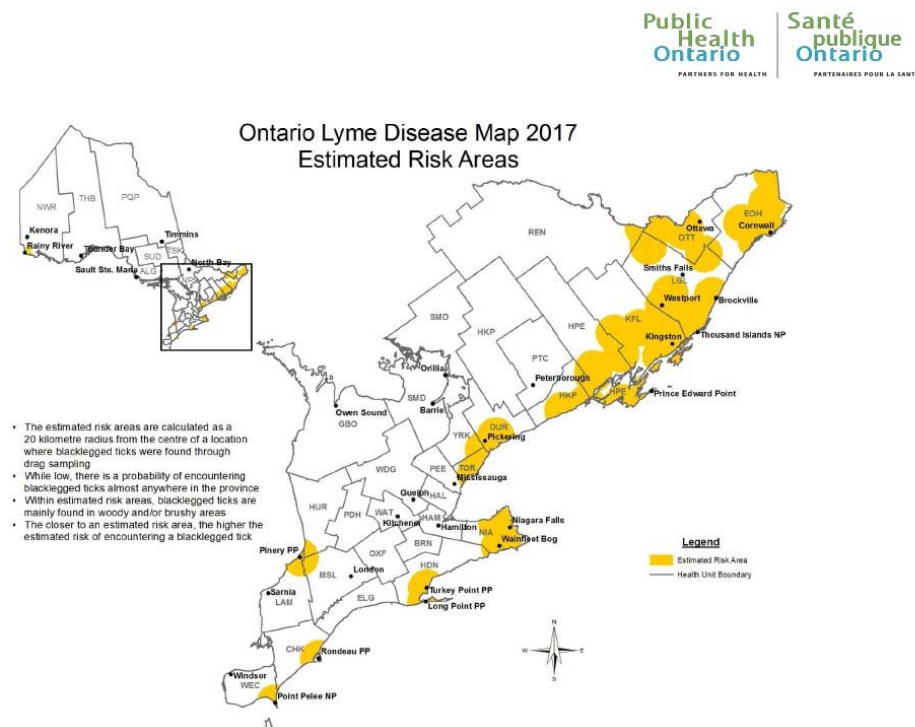 Public
Health
Ontario
PARTNERS FOR HEALTH
Santé
publique
Ontario
PARTENAIRES POUR LA SANT
Ontario Lyme Disease Map 2017
Estimated Risk Areas
NWR
THB
PQP
Kenora
Rainy River
Thunder Bay
Timmins
TSK
SUD
ALG
Sault Ste. Marie
North Bay
NP
REN
Ottawa
OTT
EOH
Cornwall
Smiths Falls
LGL
Westport
Brockville
KFL
Thousand Islands NP
Kingston
SMD
HKP
HPE
PTC
Peterborough
HKP
HPE
Prince Edward Point
Orillia
SMD
Barrie
Owen Sound
GBO
YRK
DUR
Pickering
WDG
PEE
TOR
Mississauga
Guelph
HAL
HUR
PDH
WAT
Kitchener
HAM
Hamilton
NIA
Niagara Falls
Wainfleet Bog
BRN
Pinery PP
OXF
MSL
London
HDN
Turkey Point PP
Long Point PP
Sarnia
LAM
ELG
CHK
Rondeau PP
Windsor
WEC
Point Pelee NP
• The estimated risk areas are calculated as a
20 kilometre radius from the centre of a location
where blacklegged ticks were found through
drag sampling
• While low, there is a probability of encountering
blacklegged ticks almost anywhere in the province
• Within estimated risk areas, blacklegged ticks are
mainly found in woody and/or brushy areas
• The closer to an estimated risk area, the higher the
estimated risk of encountering a blacklegged tick
Legend
Estimated Risk Area
Health Unit Boundary
N
W
E
S